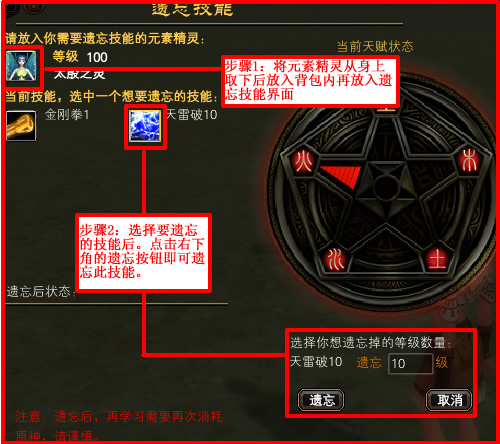 遗忘技能
请放入你需要遗忘技能的元素精灵:
等级 100
太殷之灵
当前技能，选中一个想要遗忘的技能:
金刚拳1
天雷破10
步骤1：将元素精灵从身上
取下后放入背包内再放入遗
忘技能界面
当前天赋状态
火
木
水
土
步骤2：选择要遗忘
的技能后。点击右下
角的遗忘按钮即可遗
忘此技能。
遗忘后状态:
选择你想遗忘掉的等级数量:
天雷破10 遗忘 10 级
遗忘 取消
注意：遗忘后，再学习需要再次消耗
原神，请谨慎。